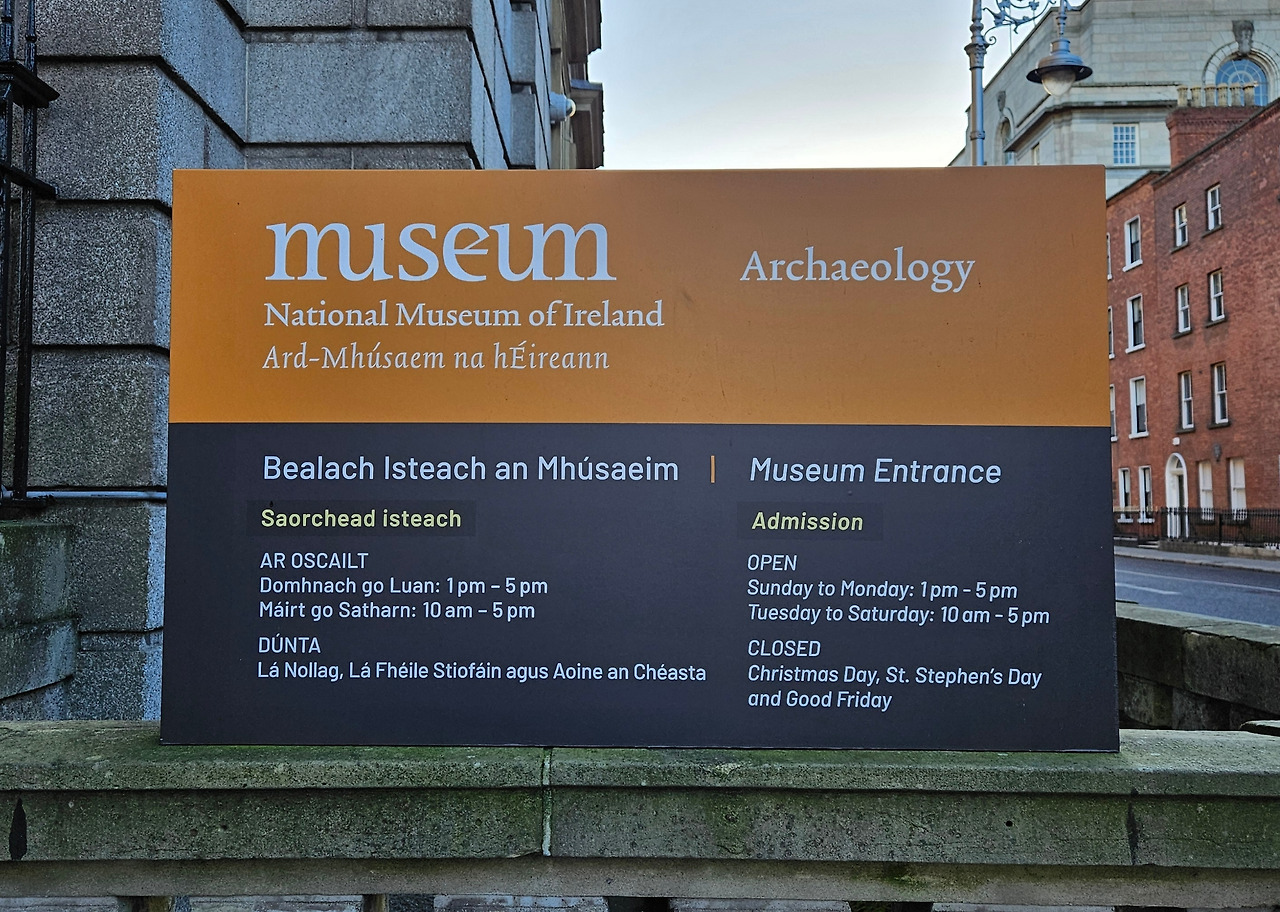 museum
National Museum of Ireland
Ard-Mhúsaem na hÉireann
Archaeology
Bealach Isteach an Mhúsaeim | Museum Entrance
Saorchead isteach
AR OSCAILT
Domhnach go Luan: 1pm – 5pm
Máirt go Satharn: 10am – 5pm
DÚNTA
Lá Nollag, Lá Fhéile Stiofáin agus Aoine an Chéasta
Admission
OPEN
Sunday to Monday: 1pm - 5pm
Tuesday to Saturday: 10am - 5pm
CLOSED
Christmas Day, St. Stephen's Day
and Good Friday